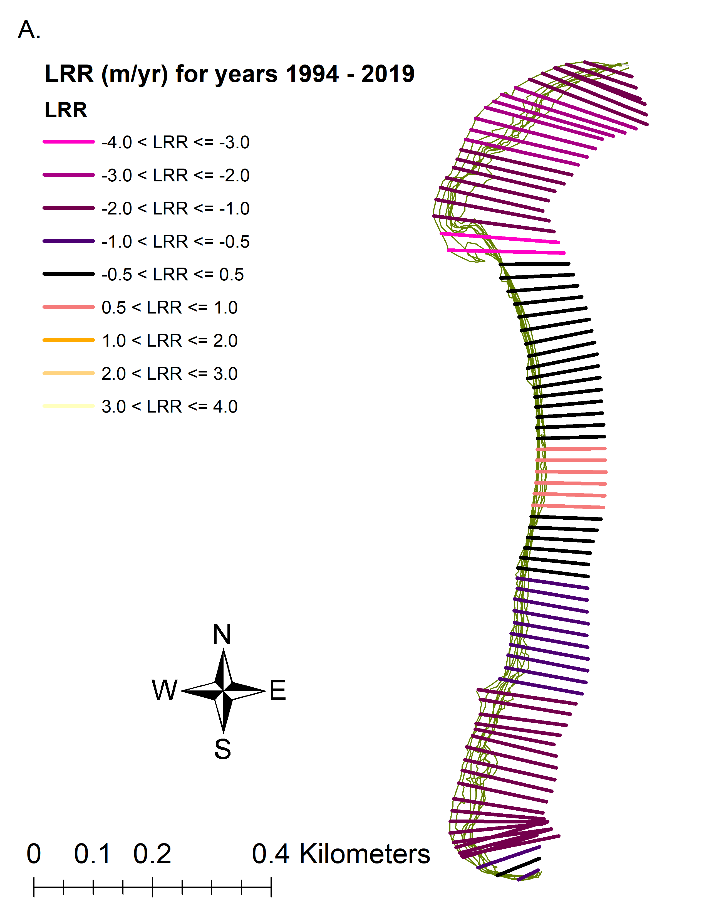 A.
LRR (m/yr) for years 1994 - 2019
LRR
-4.0 < LRR <= -3.0
-3.0 < LRR <= -2.0
-2.0 < LRR <= -1.0
-1.0 < LRR <= -0.5
-0.5 < LRR <= 0.5
0.5 < LRR <= 1.0
1.0 < LRR <= 2.0
2.0 < LRR <= 3.0
3.0 < LRR <= 4.0
N
W E
S
0 0.1 0.2 0.4 Kilometers